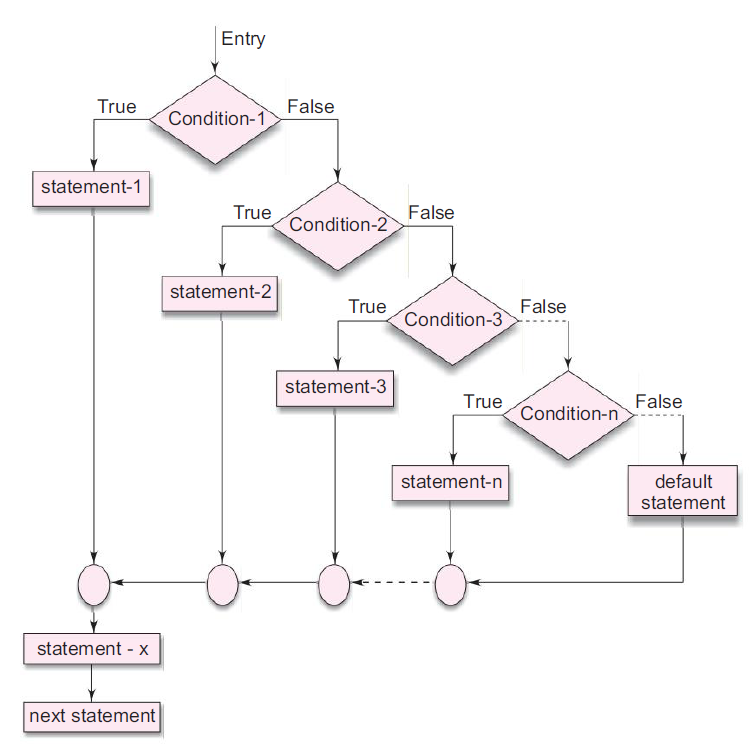 Entry
True
False
Condition-1
statement-1
True
False
Condition-2
statement-2
True
False
Condition-3
statement-3
True
False
Condition-n
statement-n
default
statement
statement - x
next statement